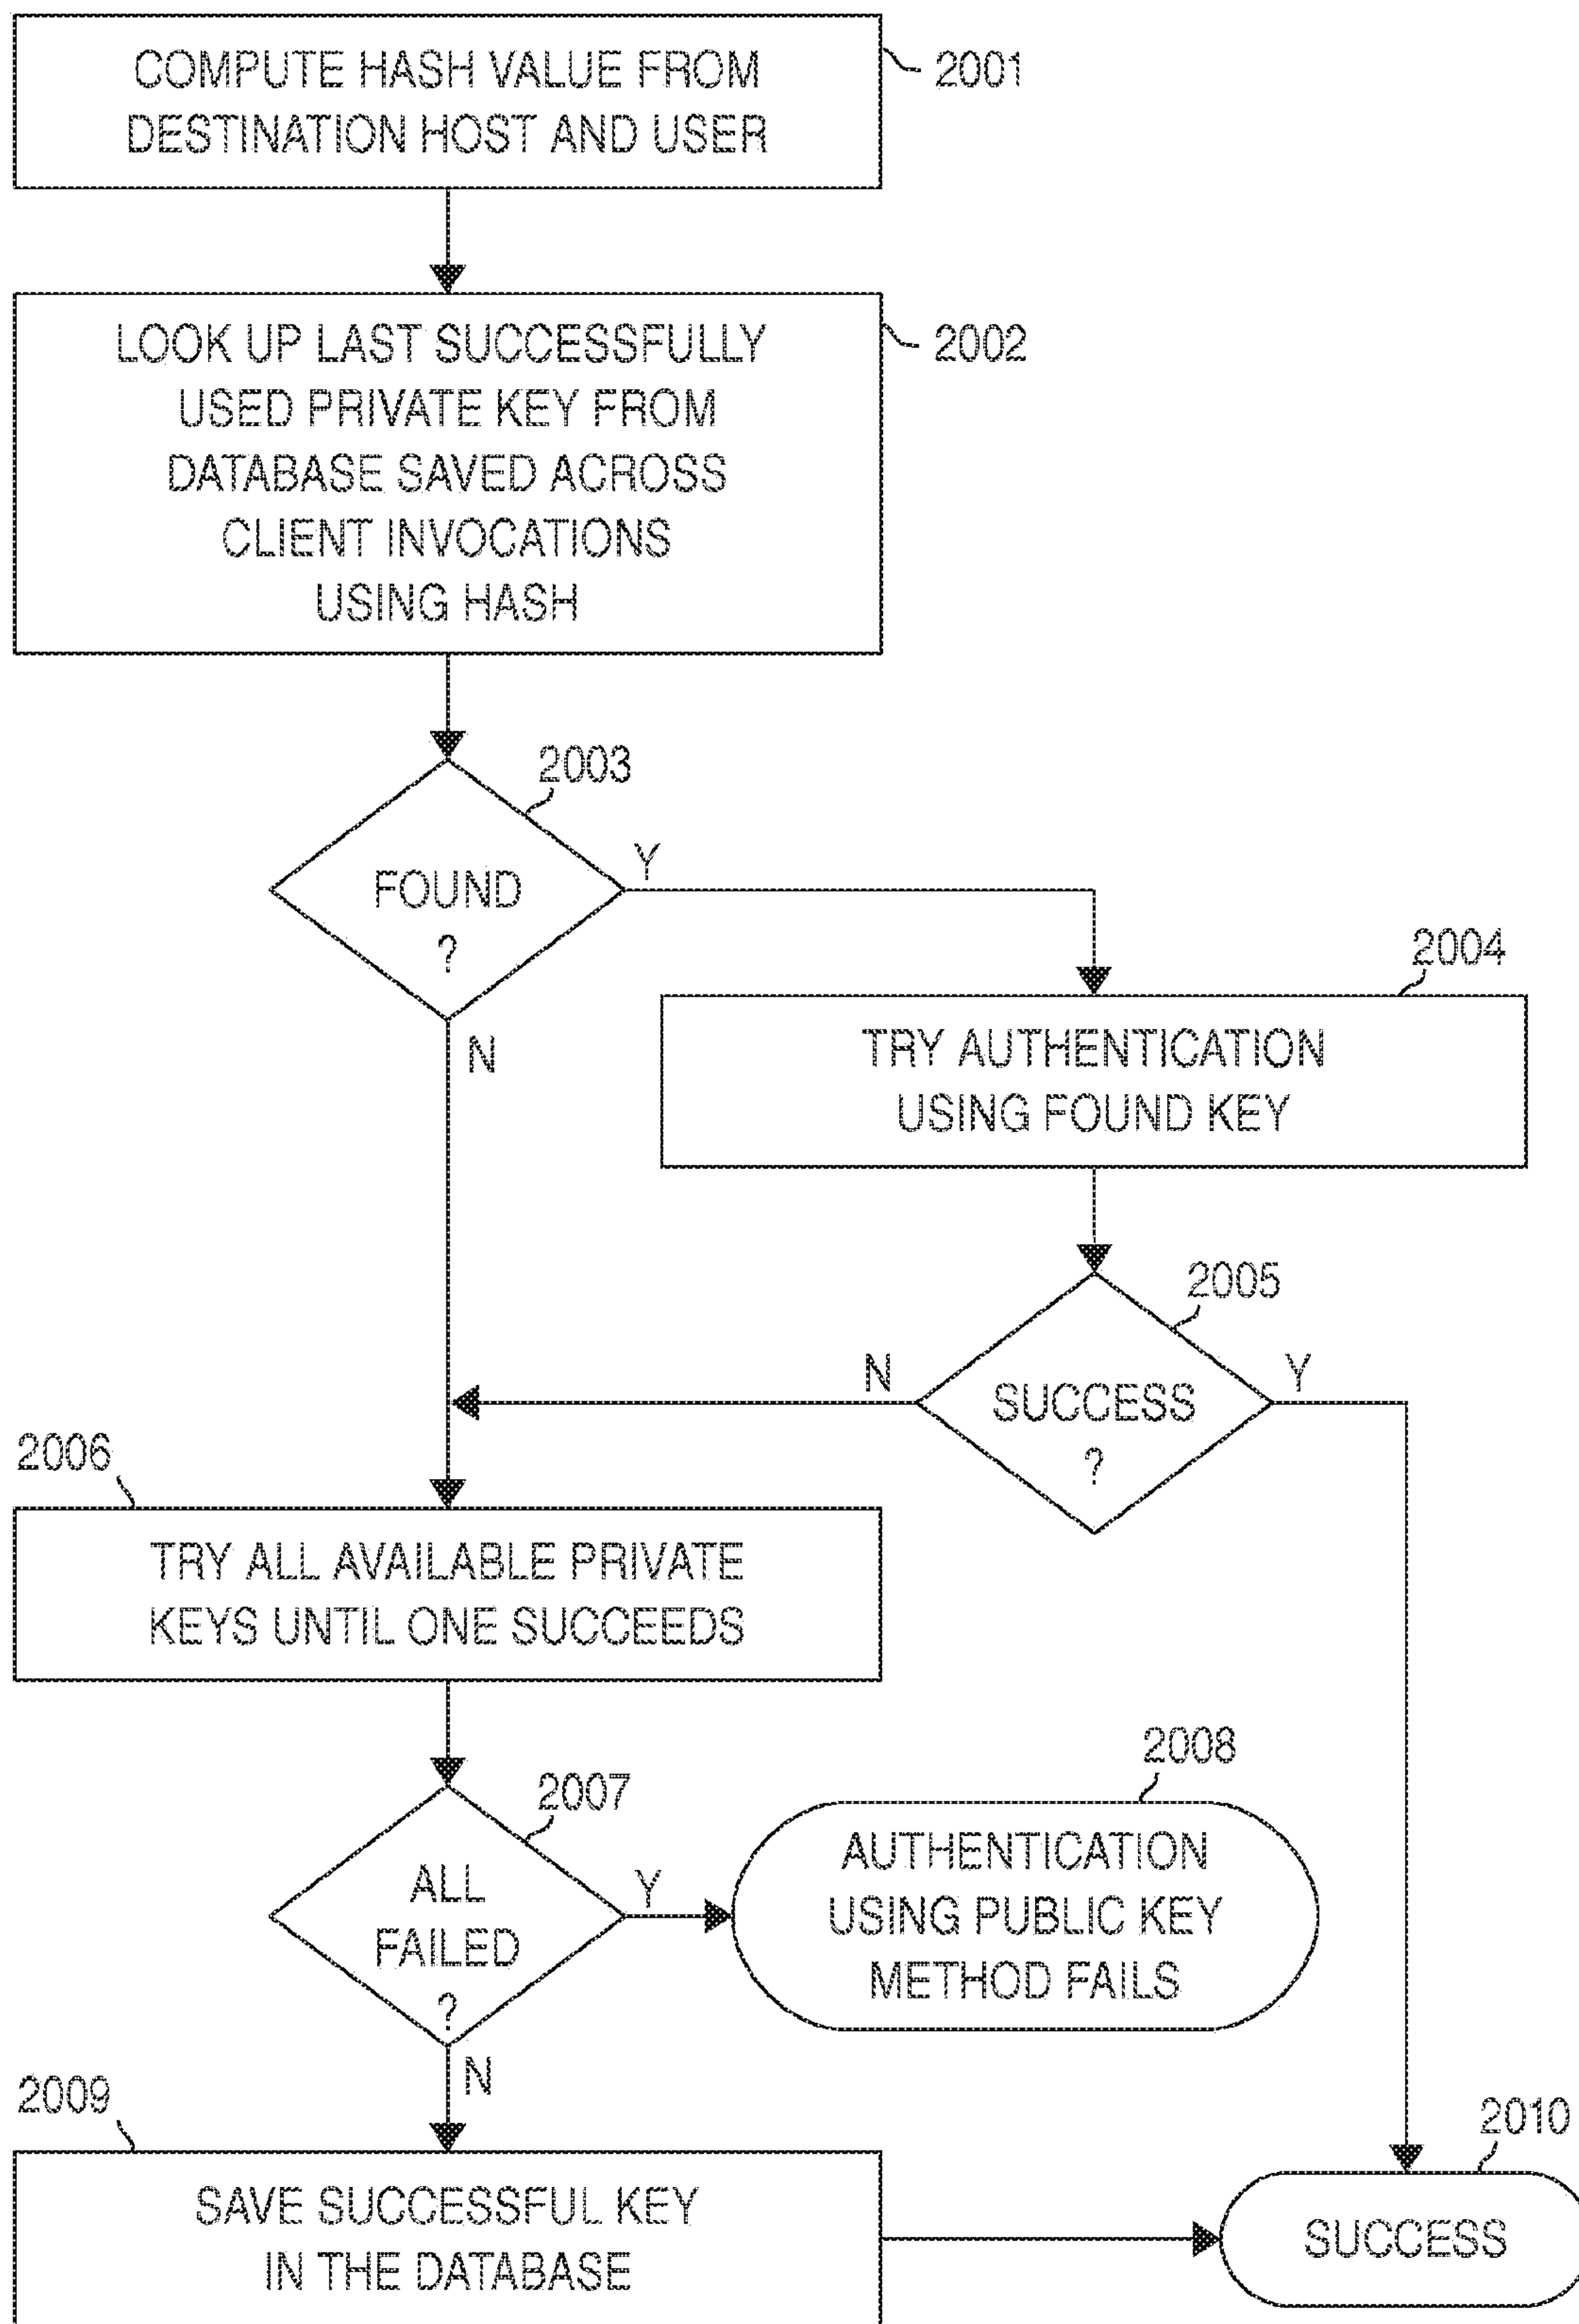 COMPUTE HASH VALUE FROM
DESTINATION HOST AND USER
2001
LOOK UP LAST SUCCESSFULLY
USED PRIVATE KEY FROM
DATABASE SAVED ACROSS
CLIENT INVOCATIONS
USING HASH
2002
2003
FOUND
?
Y
N
2004
TRY AUTHENTICATION
USING FOUND KEY
2005
SUCCESS
?
N
Y
2006
TRY ALL AVAILABLE PRIVATE
KEYS UNTIL ONE SUCCEEDS
2007
ALL
FAILED
?
Y
N
2008
AUTHENTICATION
USING PUBLIC KEY
METHOD FAILS
2009
SAVE SUCCESSFUL KEY
IN THE DATABASE
2010
SUCCESS